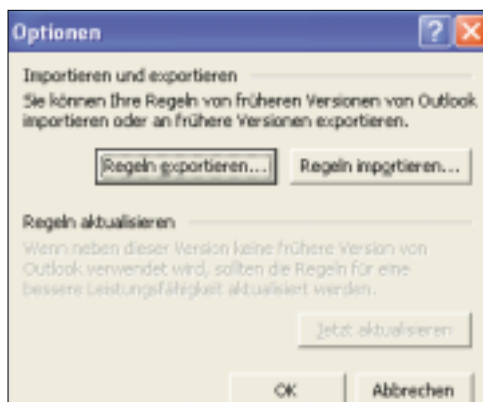 Optionen
Importieren und exportieren
Sie können Ihre Regeln von früheren Versionen von Outlook
importieren oder an frühere Versionen exportieren.
Regeln exportieren... Regeln importieren...
Regeln aktualisieren
Wenn neben dieser Version keine frühere Version von
Outlook verwendet wird, sollten die Regeln für eine
bessere Leistungsfähigkeit aktualisiert werden.
Jetzt aktualisieren
OK Abbrechen